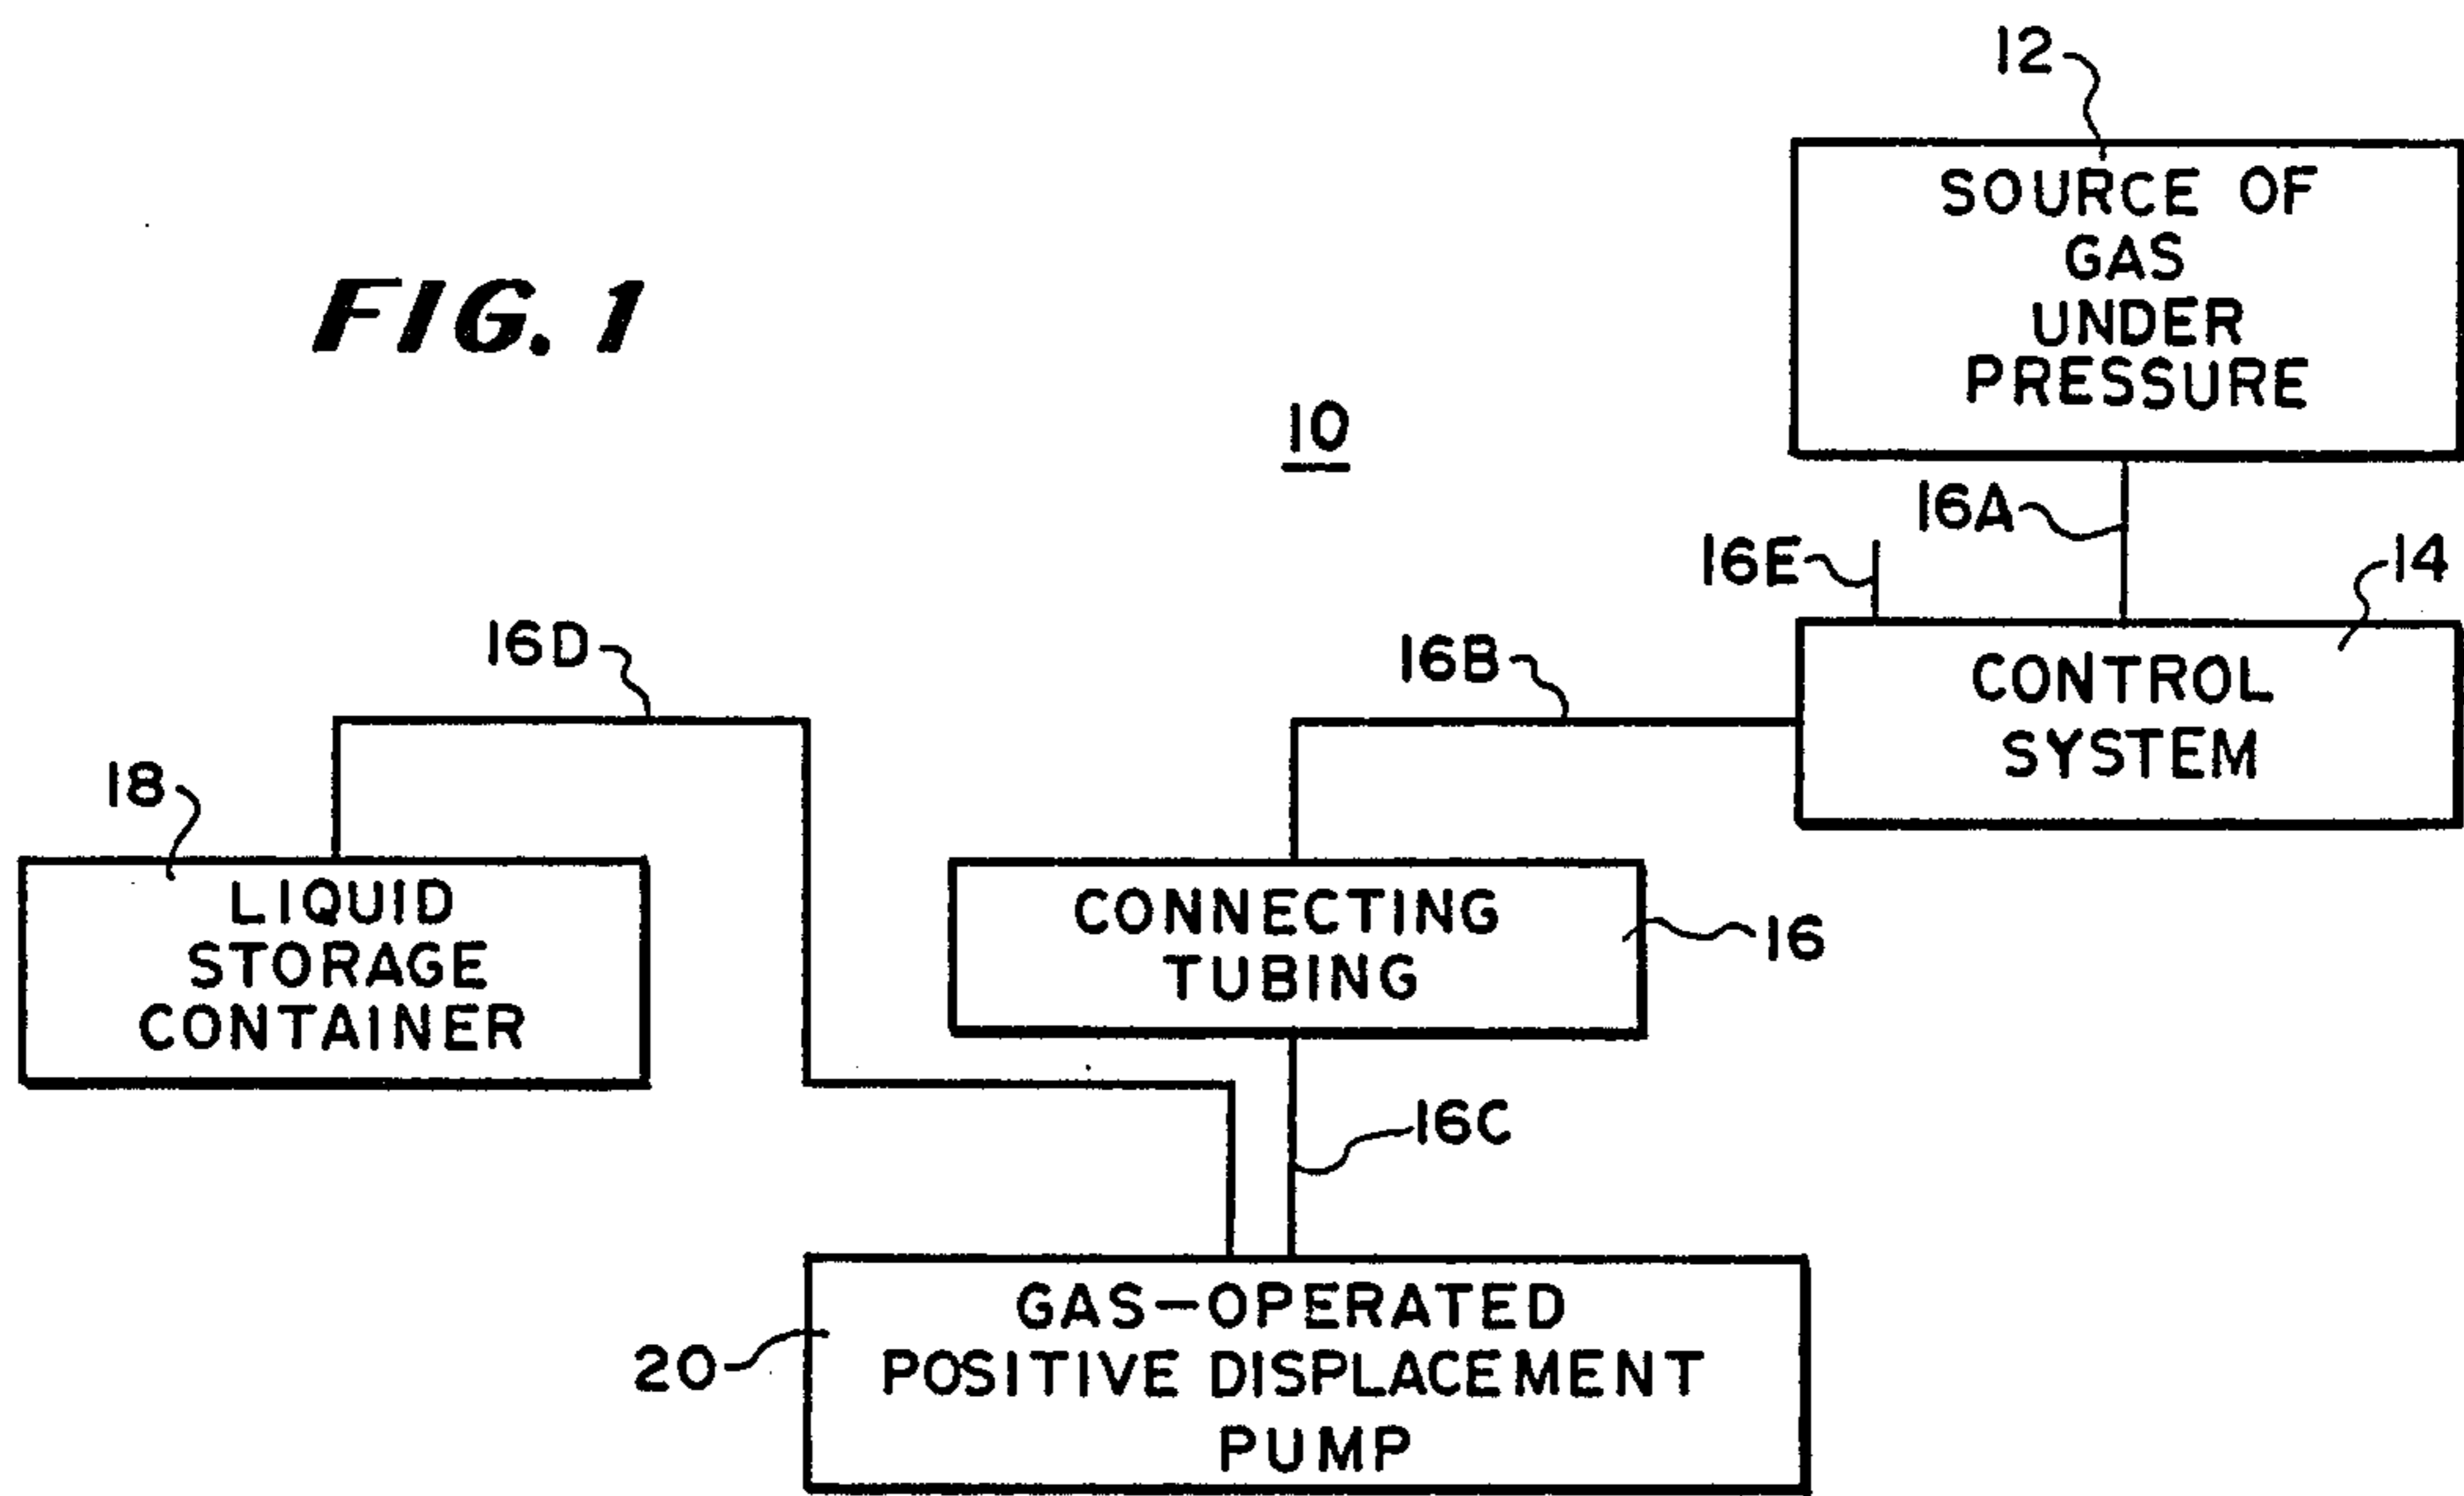 12
SOURCE OF
GAS
UNDER
PRESSURE
FIG. 1
10
16A
16E
14
16D
16B
CONTROL
SYSTEM
18
LIQUID
STORAGE
CONTAINER
CONNECTING
TUBING
16
16C
GAS-OPERATED
POSITIVE DISPLACEMENT
PUMP
20